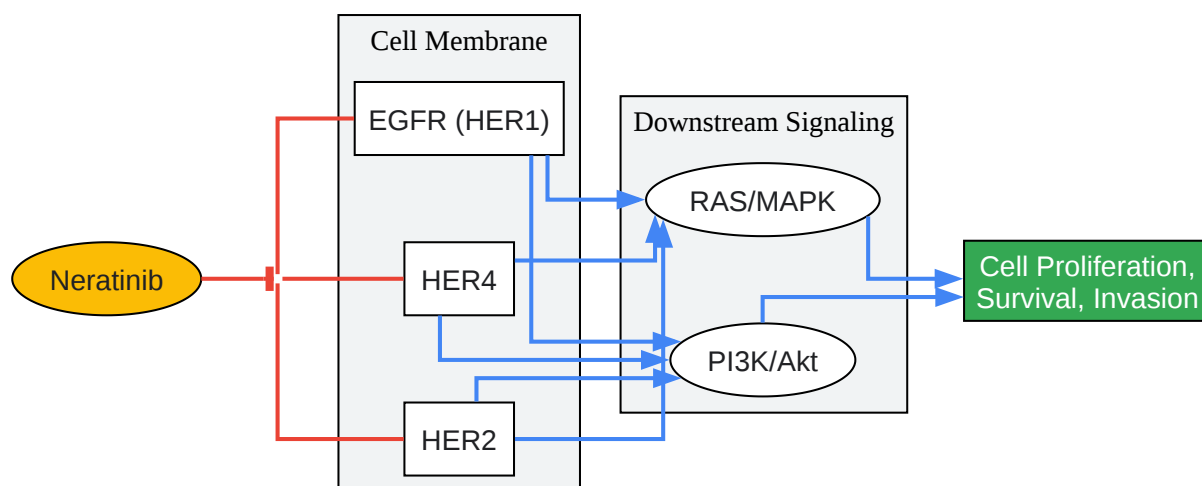 Cell Membrane
EGFR (HER1)
Downstream Signaling
RAS/MAPK
Neratinib
HER4
Cell Proliferation,
Survival, Invasion
PI3K/Akt
HER2